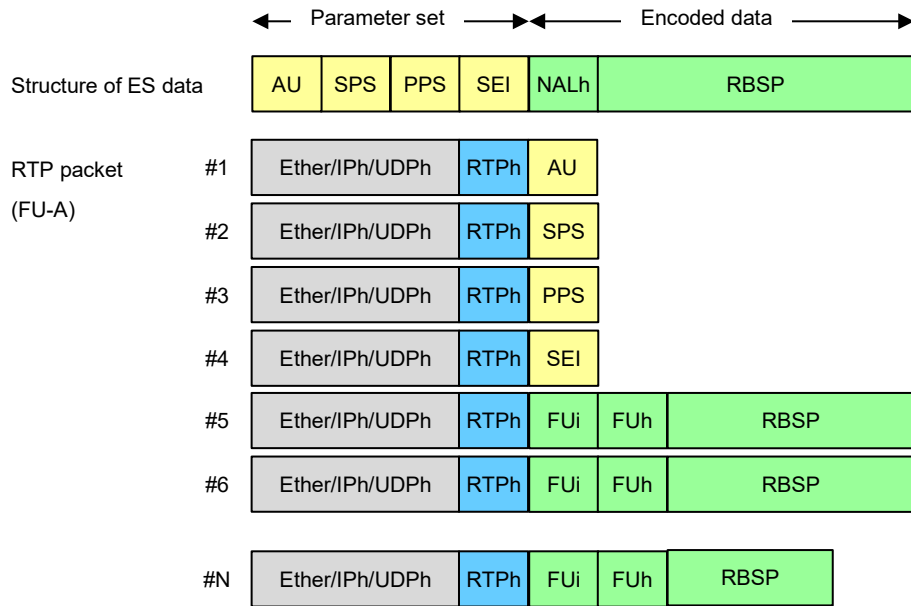 Parameter set Encoded data
Structure of ES data AU SPS PPS SEI NALh RBSP
RTP packet #1 Ether/IPh/UDPh RTPh AU
(FU-A)
#2 Ether/IPh/UDPh RTPh SPS
#3 Ether/IPh/UDPh RTPh PPS
#4 Ether/IPh/UDPh RTPh SEI
#5 Ether/IPh/UDPh RTPh FUi FUh RBSP
#6 Ether/IPh/UDPh RTPh FUi FUh RBSP
#N Ether/IPh/UDPh RTPh FUi FUh RBSP